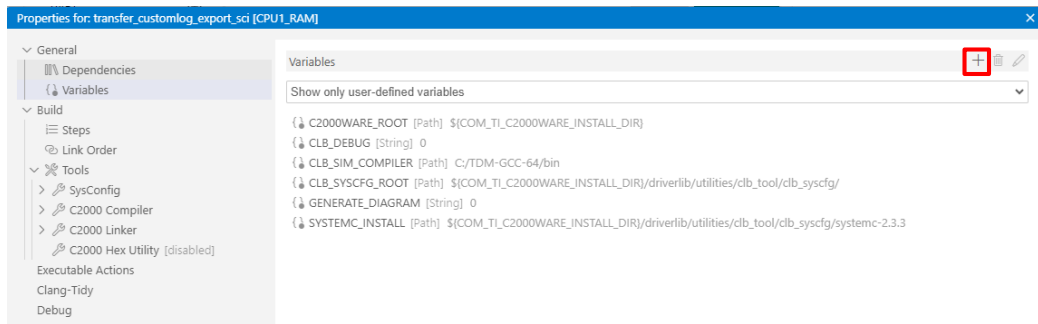 Properties for: transfer_customlog_export_sci [CPU1_RAM]
General
Dependencies
Variables
Build
Steps
Link Order
Tools
SysConfig
C2000 Compiler
C2000 Linker
C2000 Hex Utility [disabled]
Executable Actions
Clang-Tidy
Debug
Variables
Show only user-defined variables
C2000WARE_ROOT [Path] ${COM_TI_C2000WARE_INSTALL_DIR}
CLB_DEBUG [String] 0
CLB_SIM_COMPILER [Path] C:/TDM-GCC-64/bin
CLB_SYSCFG_ROOT [Path] ${COM_TI_C2000WARE_INSTALL_DIR}/driverlib/utilities/clb_tool/clb_syscfg/
GENERATE_DIAGRAM [String] 0
SYSTEMC_INSTALL [Path] ${COM_TI_C2000WARE_INSTALL_DIR}/driverlib/utilities/clb_tool/clb_syscfg/systemc-2.3.3